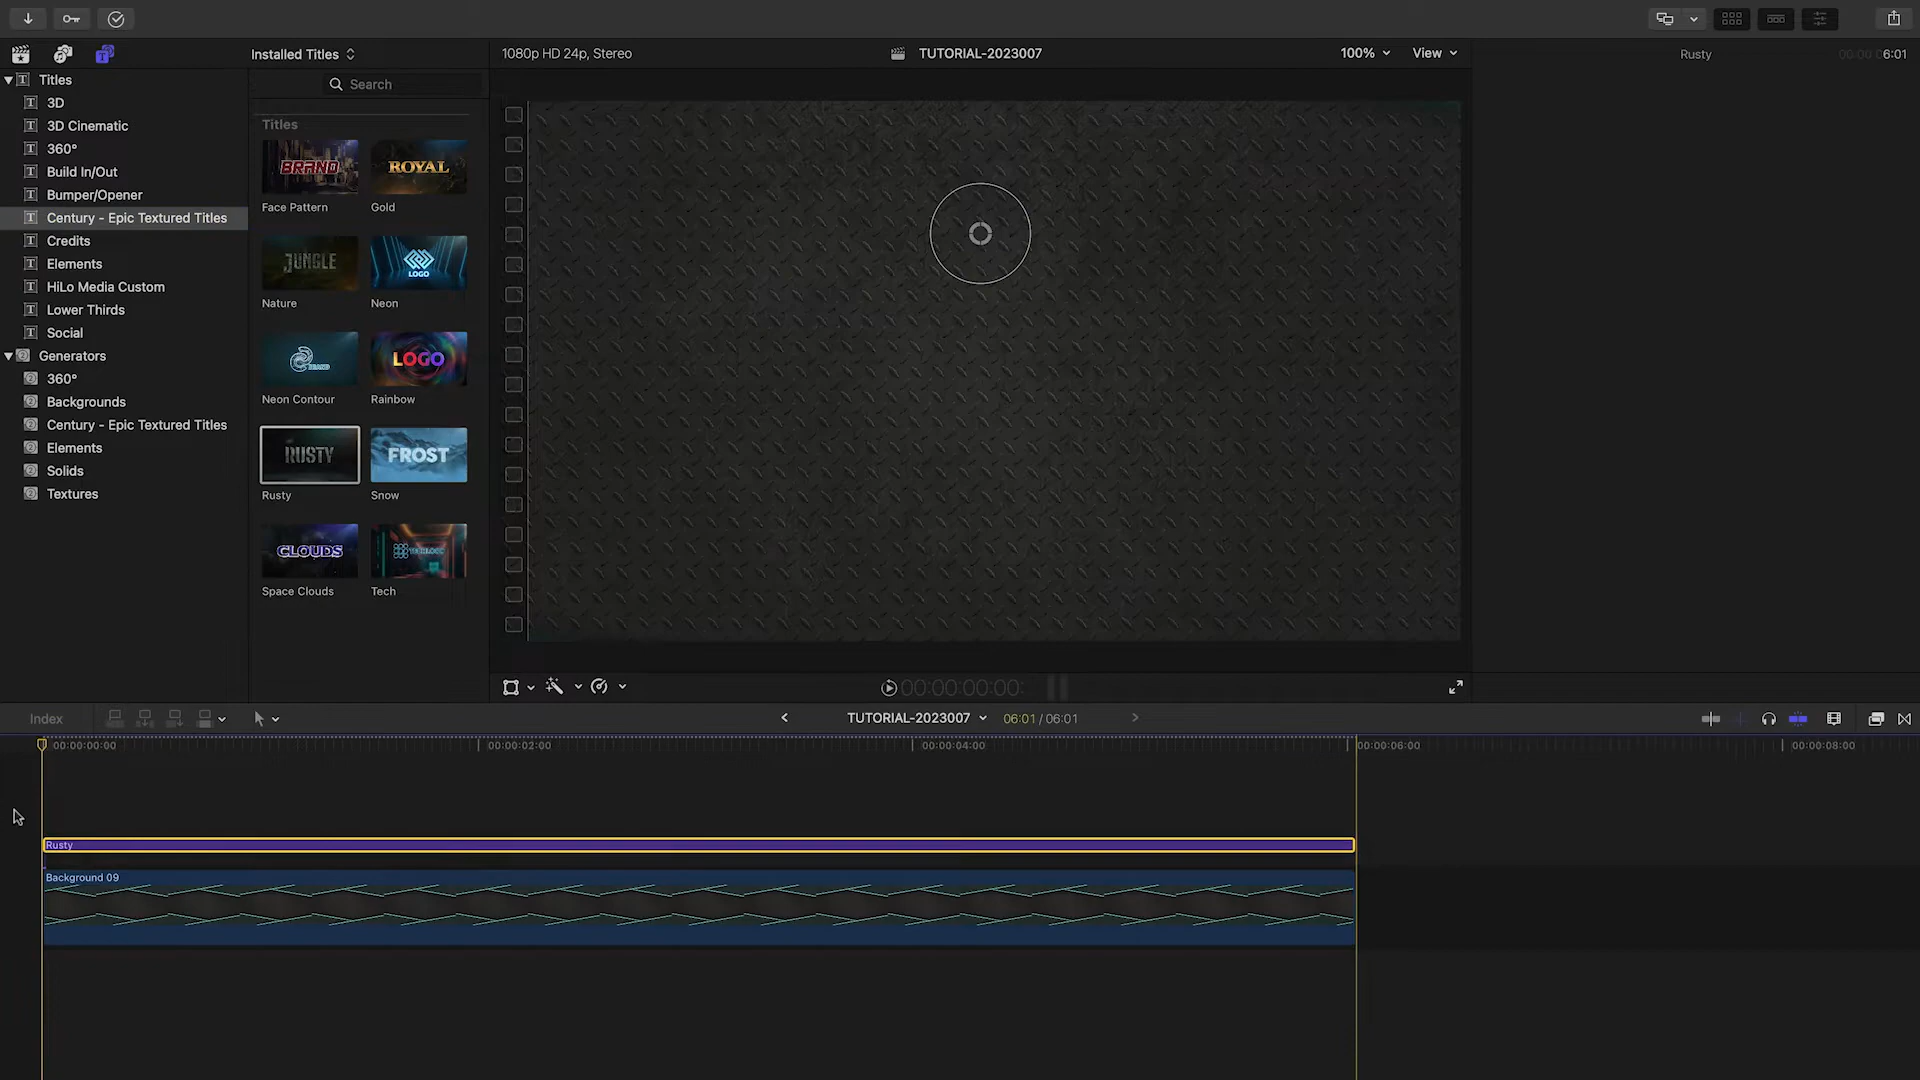 Installed Titles
1080p HD 24p, Stereo
TUTORIAL-2023007
100%
View
Rusty
00:00:06:01
Titles
3D
3D Cinematic
360°
Build In/Out
Bumper/Opener
Century - Epic Textured Titles
Credits
Elements
HiLo Media Custom
Lower Thirds
Social
Generators
360°
Backgrounds
Century - Epic Textured Titles
Elements
Solids
Textures
Search
Titles
BRAND
ROYAL
Face Pattern
Gold
JUNGLE
LOGO
Nature
Neon
BRAND
LOGO
Neon Contour
Rainbow
RUSTY
FROST
Rusty
Snow
CLOUDS
TECHLOGO
Space Clouds
Tech
00:00:00:00
Index
TUTORIAL-2023007
06:01 / 06:01
00:00:00:00
00:00:02:00
00:00:04:00
00:00:06:00
00:00:08:00
Rusty
Background 09